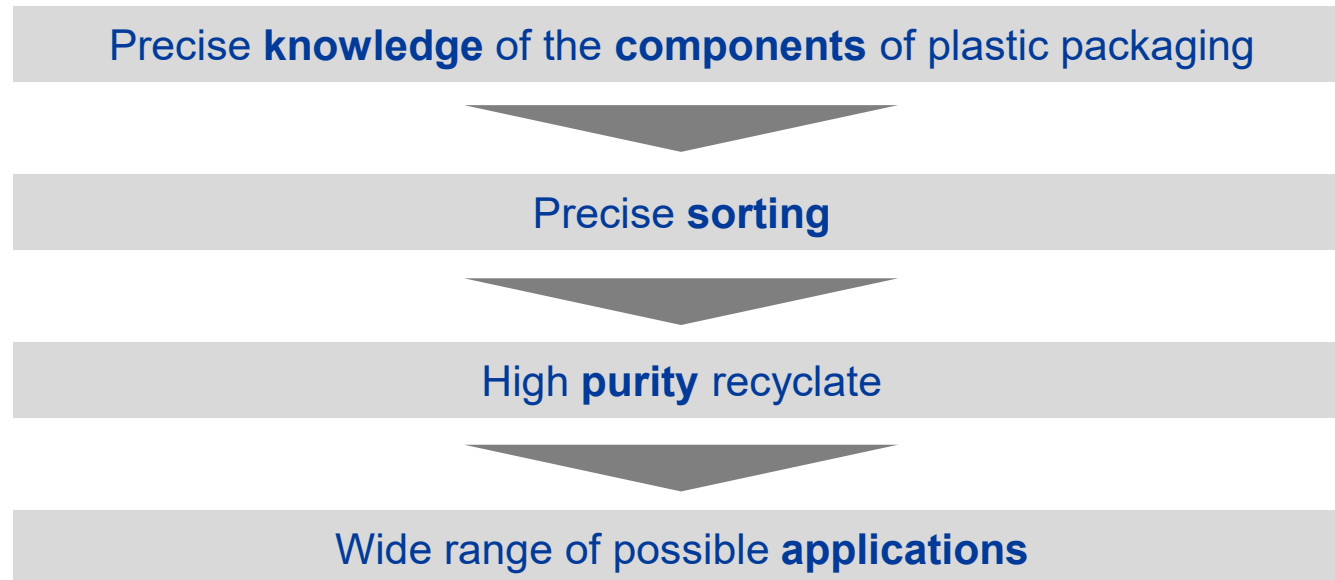 Precise knowledge of the components of plastic packaging
Precise sorting
High purity recyclate
Wide range of possible applications